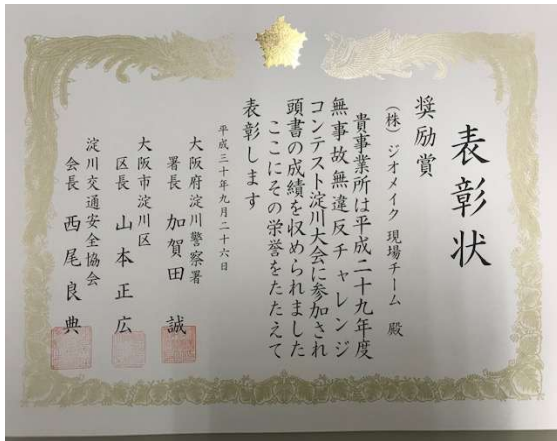 表彰状
奨励賞
(株)ジオメイク 現場チーム 殿
貴事業所は平成二十九年度
無事故無違反チャレンジ
コンテスト淀川大会に参加され
頭書の成績を収められました
ここにその栄誉をたたえて
表彰します
平成三十年九月二十六日
大阪府淀川警察署
署長 加賀田 誠
大阪市淀川区
区長 山本正広
淀川交通安全協会
会長 西尾良典